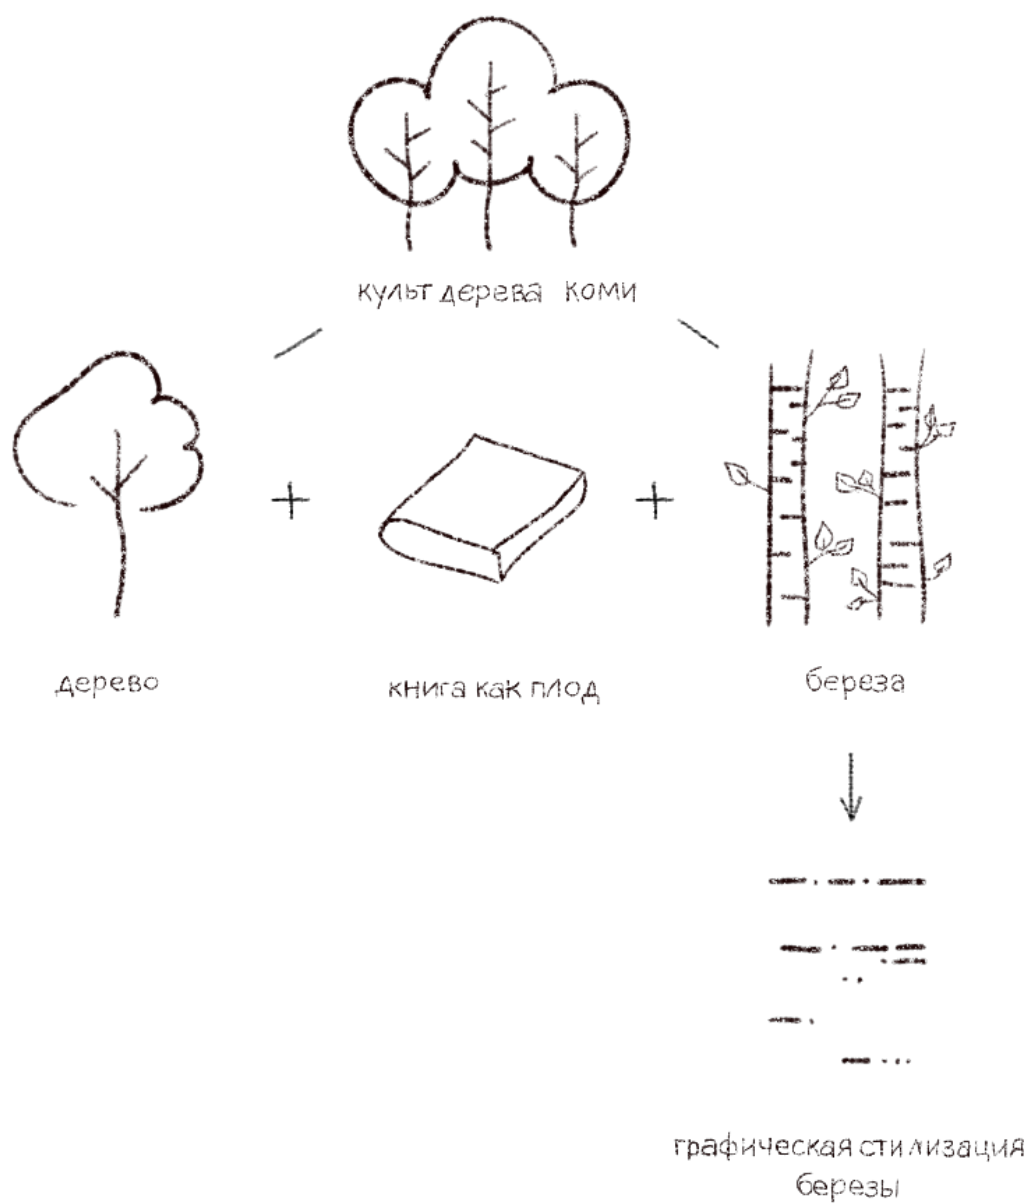 культ дерева коми
дерево
книга как плод
береза
графическая стилизация
березы